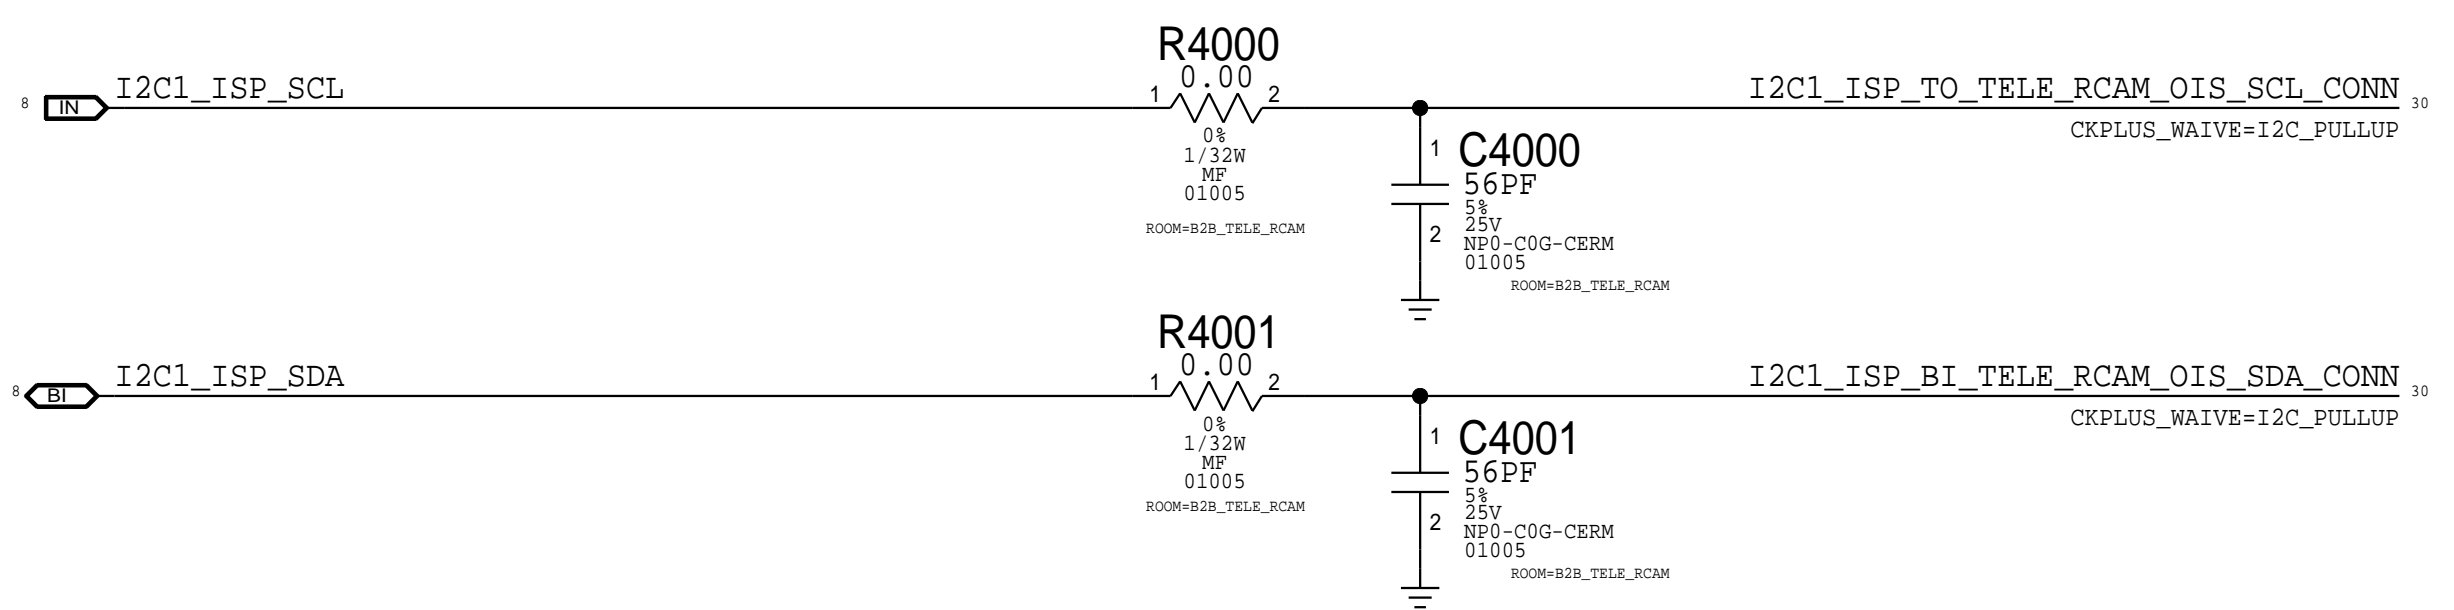 R4000
0.00
8 IN I2C1_ISP_SCL 1 2 I2C1_ISP_TO_TELE_RCAM_OIS_SCL_CONN 30
CKPLUS_WAIVE=I2C_PULLUP
0%
1/32W
MF
01005
ROOM=B2B_TELE_RCAM
1 C4000
56PF
5%
25V
2 NP0-C0G-CERM
01005
ROOM=B2B_TELE_RCAM
R4001
0.00
8 BI I2C1_ISP_SDA 1 2 I2C1_ISP_BI_TELE_RCAM_OIS_SDA_CONN 30
CKPLUS_WAIVE=I2C_PULLUP
0%
1/32W
MF
01005
ROOM=B2B_TELE_RCAM
1 C4001
56PF
5%
25V
2 NP0-C0G-CERM
01005
ROOM=B2B_TELE_RCAM